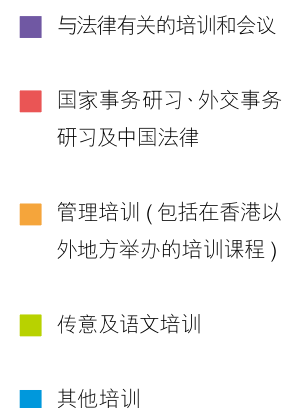 与法律有关的培训和会议
国家事务研习、外交事务
研习及中国法律
管理培训 ( 包括在香港以
外地方举办的培训课程 )
传意及语文培训
其他培训